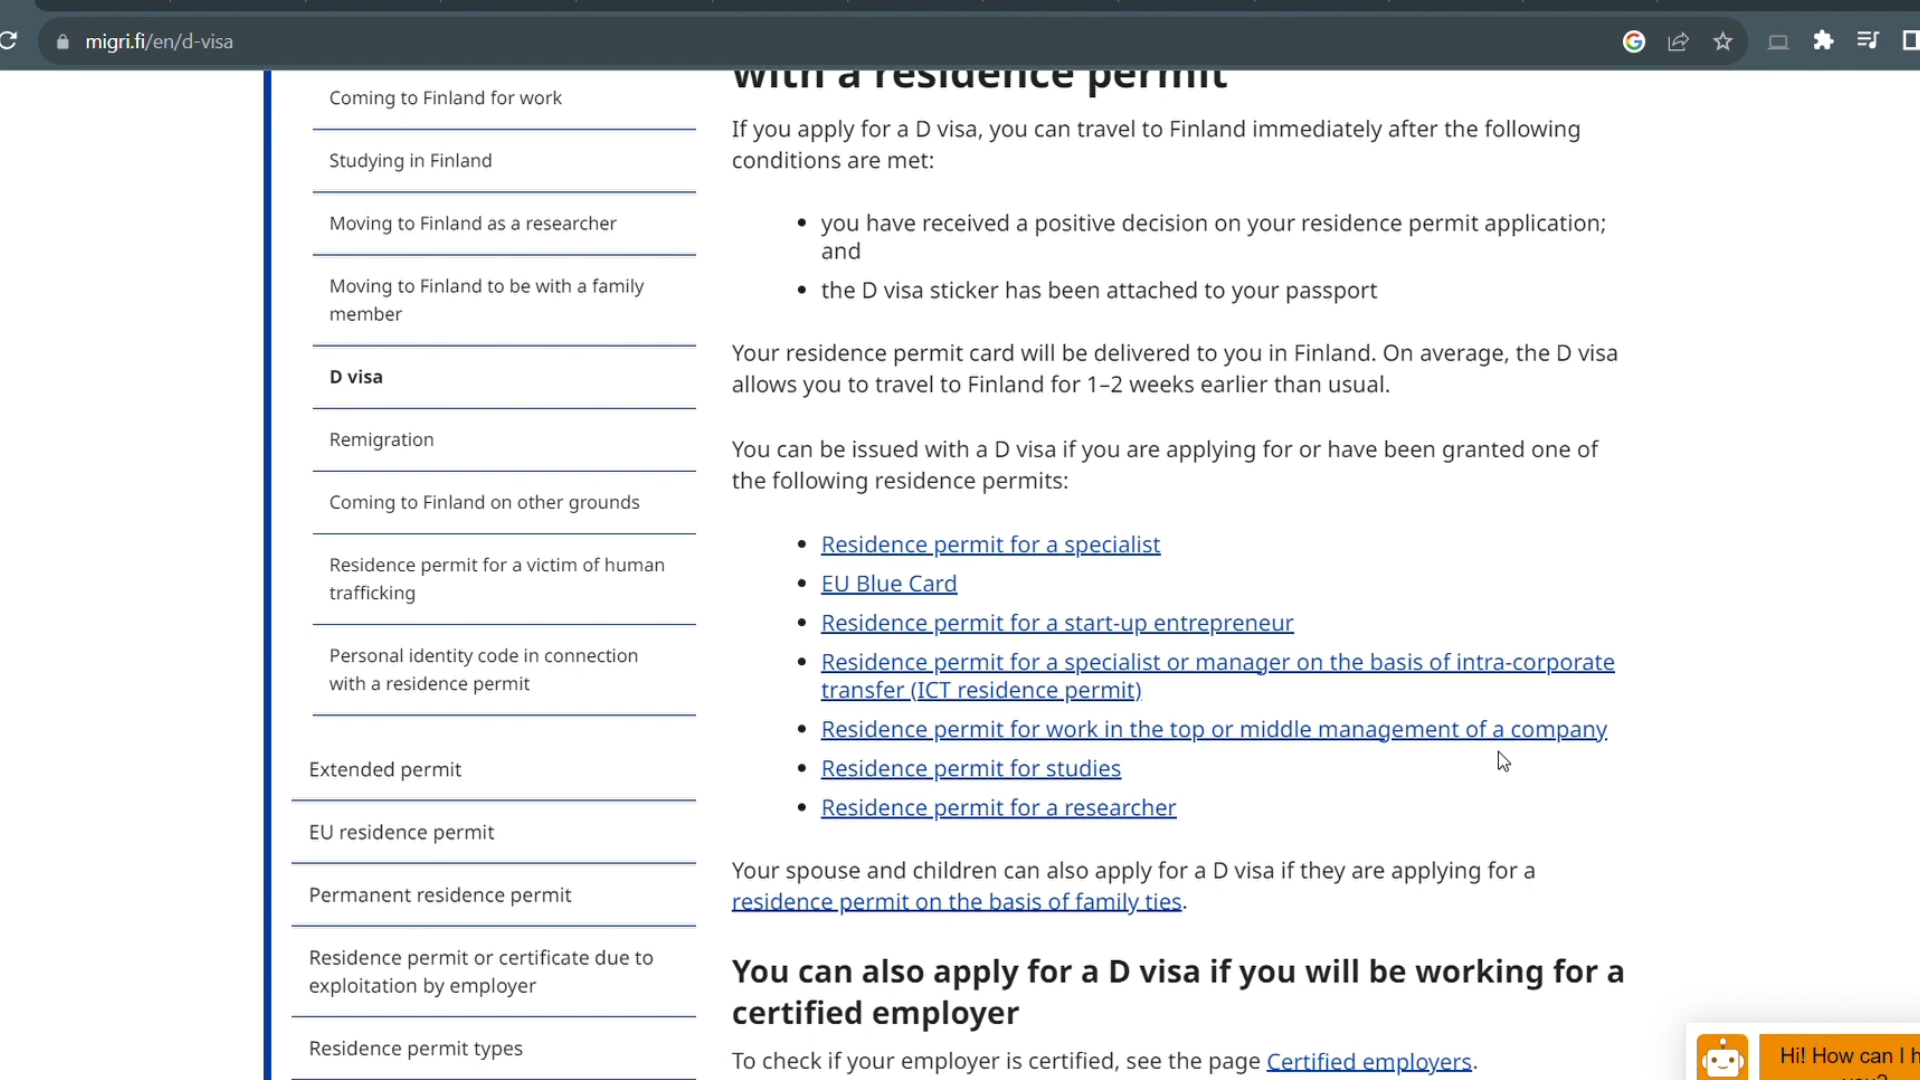 migri.fi/en/d-visa
Coming to Finland for work
Studying in Finland
Moving to Finland as a researcher
Moving to Finland to be with a family
member
D visa
Remigration
Coming to Finland on other grounds
Residence permit for a victim of human
trafficking
Personal identity code in connection
with a residence permit
Extended permit
EU residence permit
Permanent residence permit
Residence permit or certificate due to
exploitation by employer
Residence permit types
with a residence permit
If you apply for a D visa, you can travel to Finland immediately after the following
conditions are met:
you have received a positive decision on your residence permit application;
and
the D visa sticker has been attached to your passport
Your residence permit card will be delivered to you in Finland. On average, the D visa
allows you to travel to Finland for 1–2 weeks earlier than usual.
You can be issued with a D visa if you are applying for or have been granted one of
the following residence permits:
Residence permit for a specialist
EU Blue Card
Residence permit for a start-up entrepreneur
Residence permit for a specialist or manager on the basis of intra-corporate
transfer (ICT residence permit)
Residence permit for work in the top or middle management of a company
Residence permit for studies
Residence permit for a researcher
Your spouse and children can also apply for a D visa if they are applying for a
residence permit on the basis of family ties.
You can also apply for a D visa if you will be working for a
certified employer
To check if your employer is certified, see the page Certified employers.
Hi! How can I